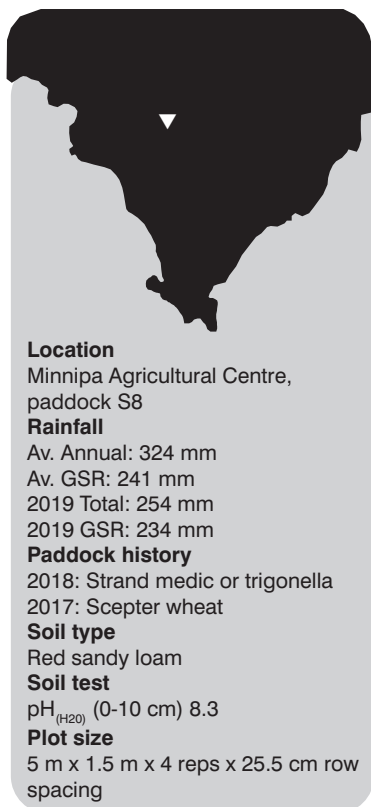 Location
Minnipa Agricultural Centre,
paddock S8
Rainfall
Av. Annual: 324 mm
Av. GSR: 241 mm
2019 Total: 254 mm
2019 GSR: 234 mm
Paddock history
2018: Strand medic or trigonella
2017: Scepter wheat
Soil type
Red sandy loam
Soil test
pH(H20) (0-10 cm) 8.3
Plot size
5 m x 1.5 m x 4 reps x 25.5 cm row
spacing